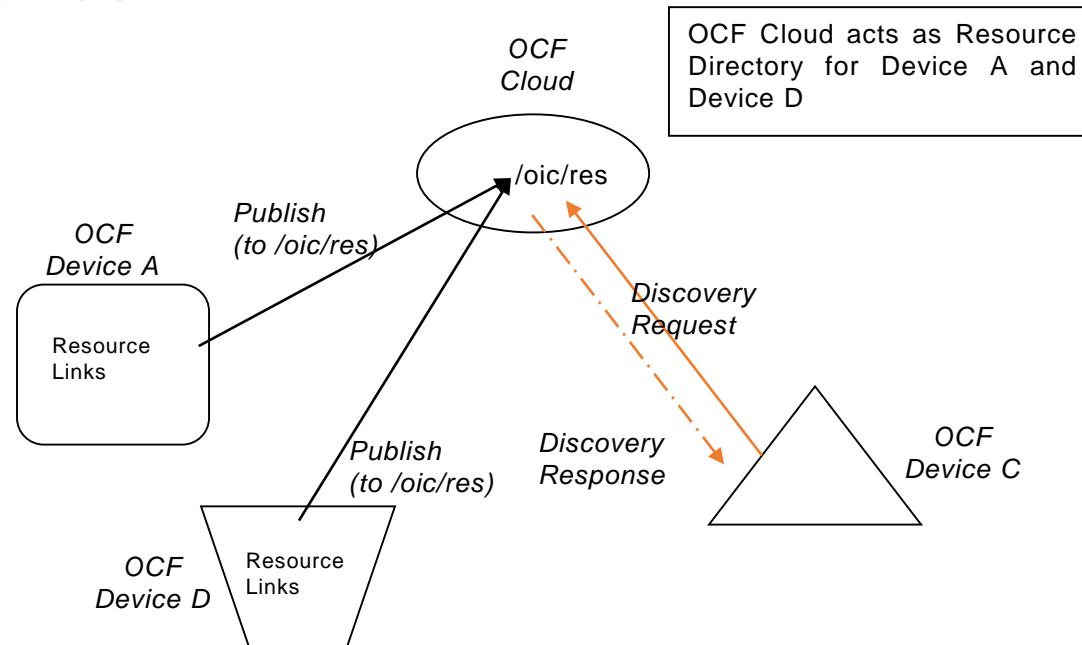 OCF
Cloud
OCF Cloud acts as Resource
Directory for Device A and
Device D
/oic/res
Publish
(to /oic/res)
OCF
Device A
Resource
Links
Discovery
Request
Publish
(to /oic/res)
Discovery
Response
OCF
Device C
OCF
Device D
Resource
Links